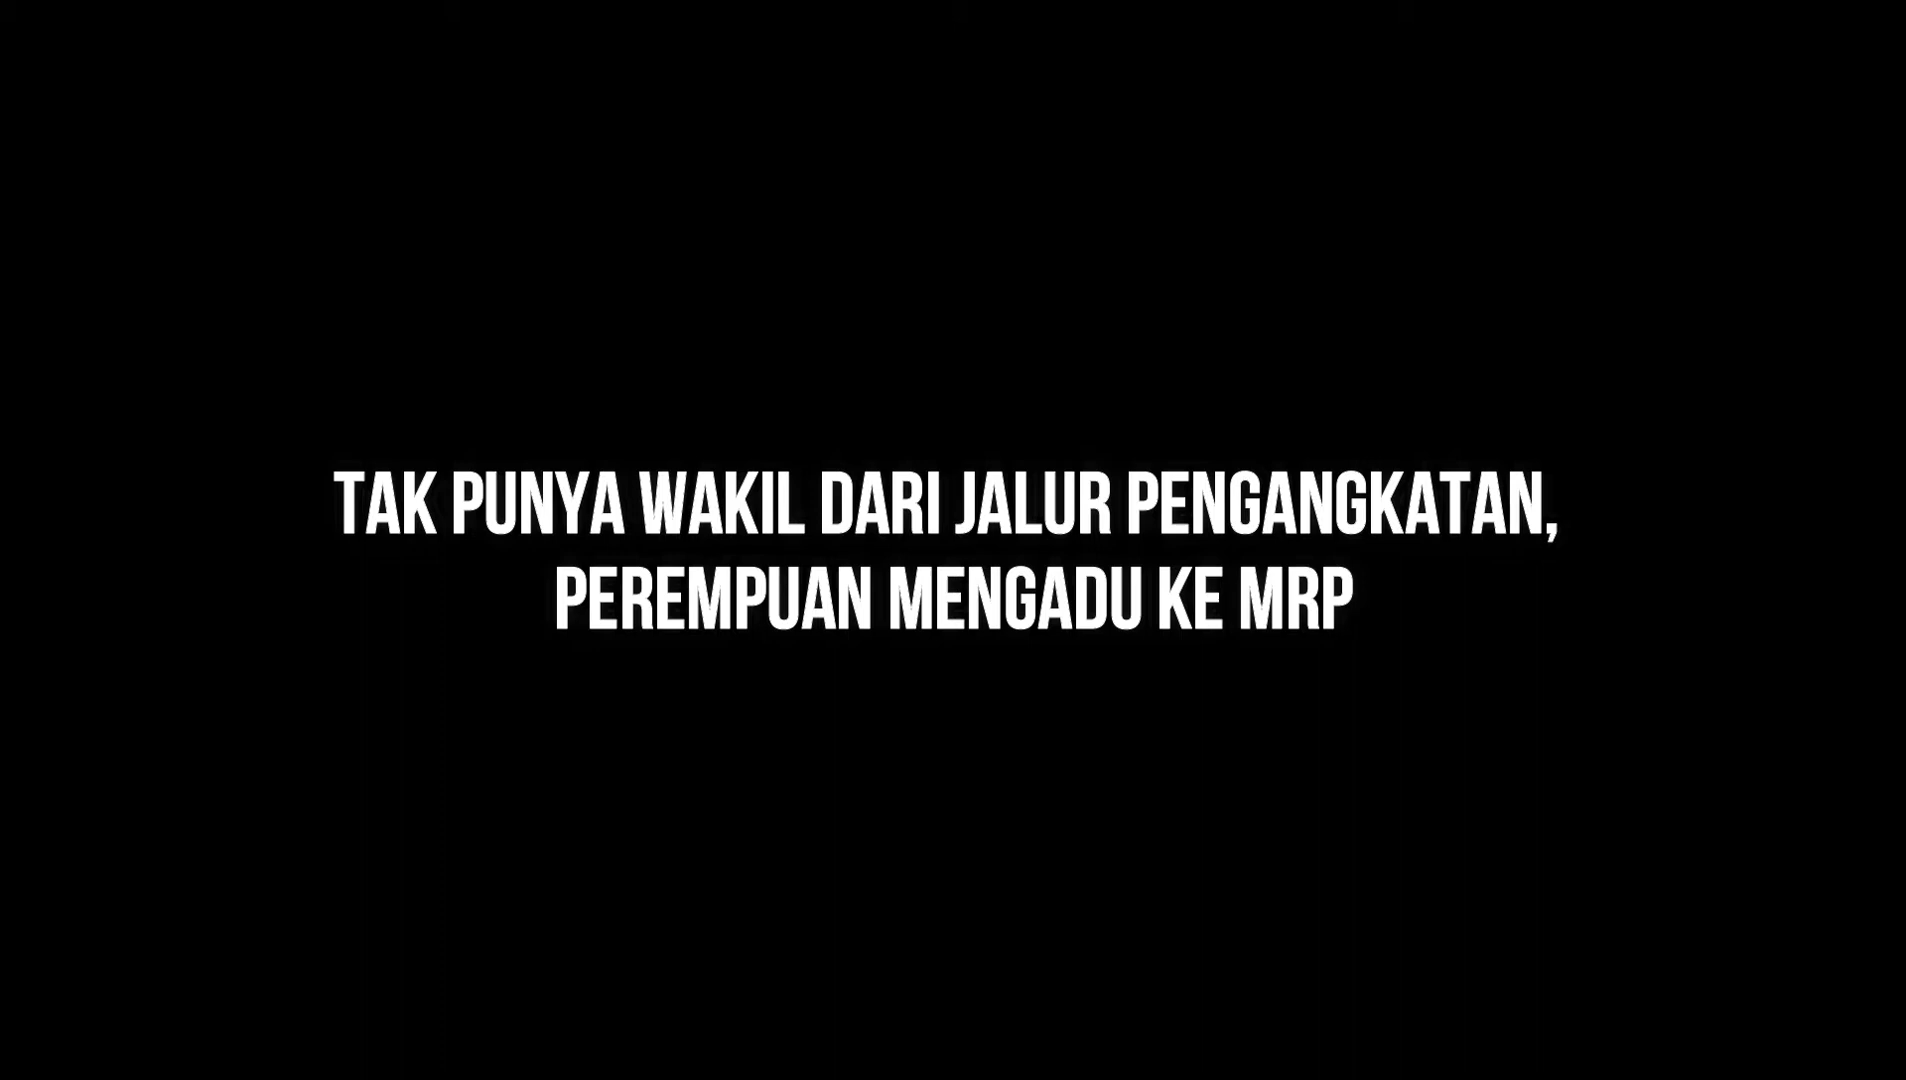 TAK PUNYA WAKIL DARI JALUR PENGANGKATAN,
PEREMPUAN MENGADU KE MRP